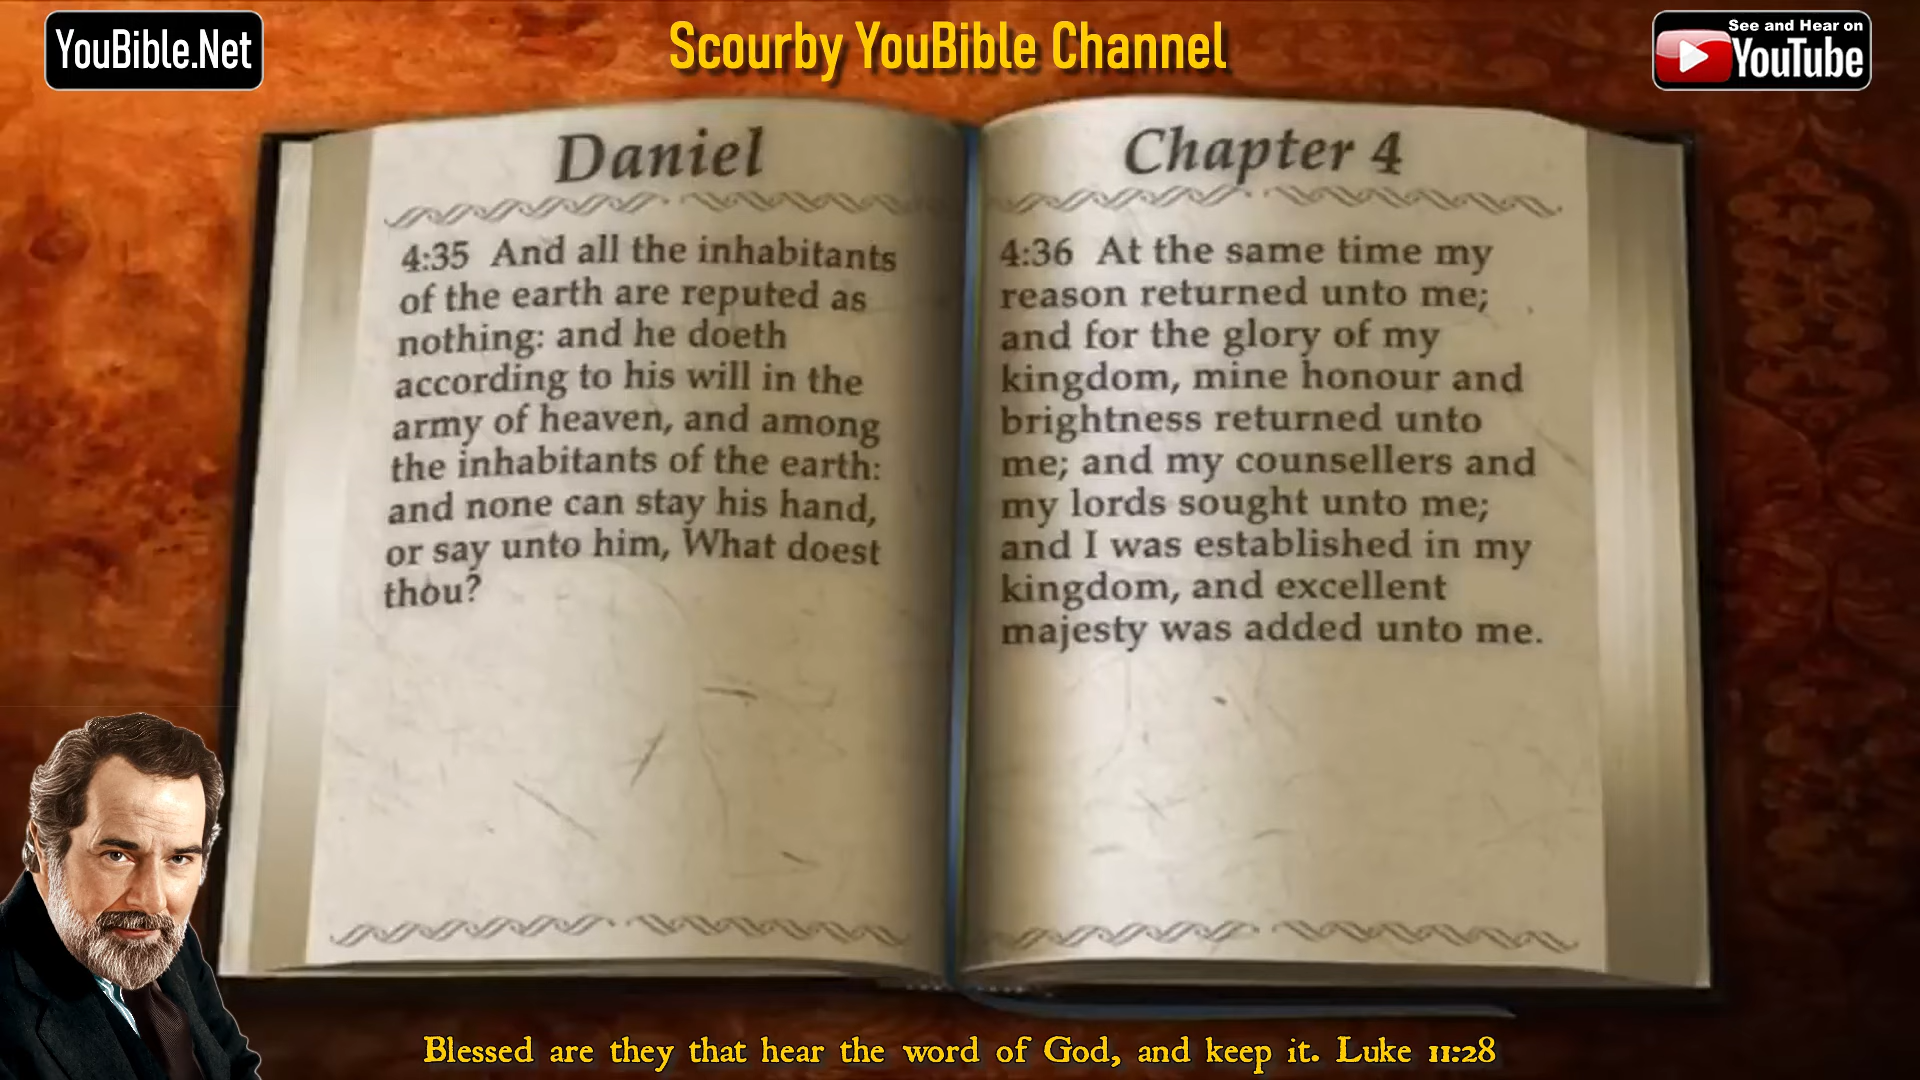 YouBible.Net
Scourby YouBible Channel
See and Hear on
YouTube
Daniel
4:35 And all the inhabitants
of the earth are reputed as
nothing: and he doeth
according to his will in the
army of heaven, and among
the inhabitants of the earth:
and none can stay his hand,
or say unto him, What doest
thou?
Chapter 4
4:36 At the same time my
reason returned unto me;
and for the glory of my
kingdom, mine honour and
brightness returned unto
me; and my counsellers and
my lords sought unto me;
and I was established in my
kingdom, and excellent
majesty was added unto me.
Blessed are they that hear the word of God, and keep it. Luke 11:28